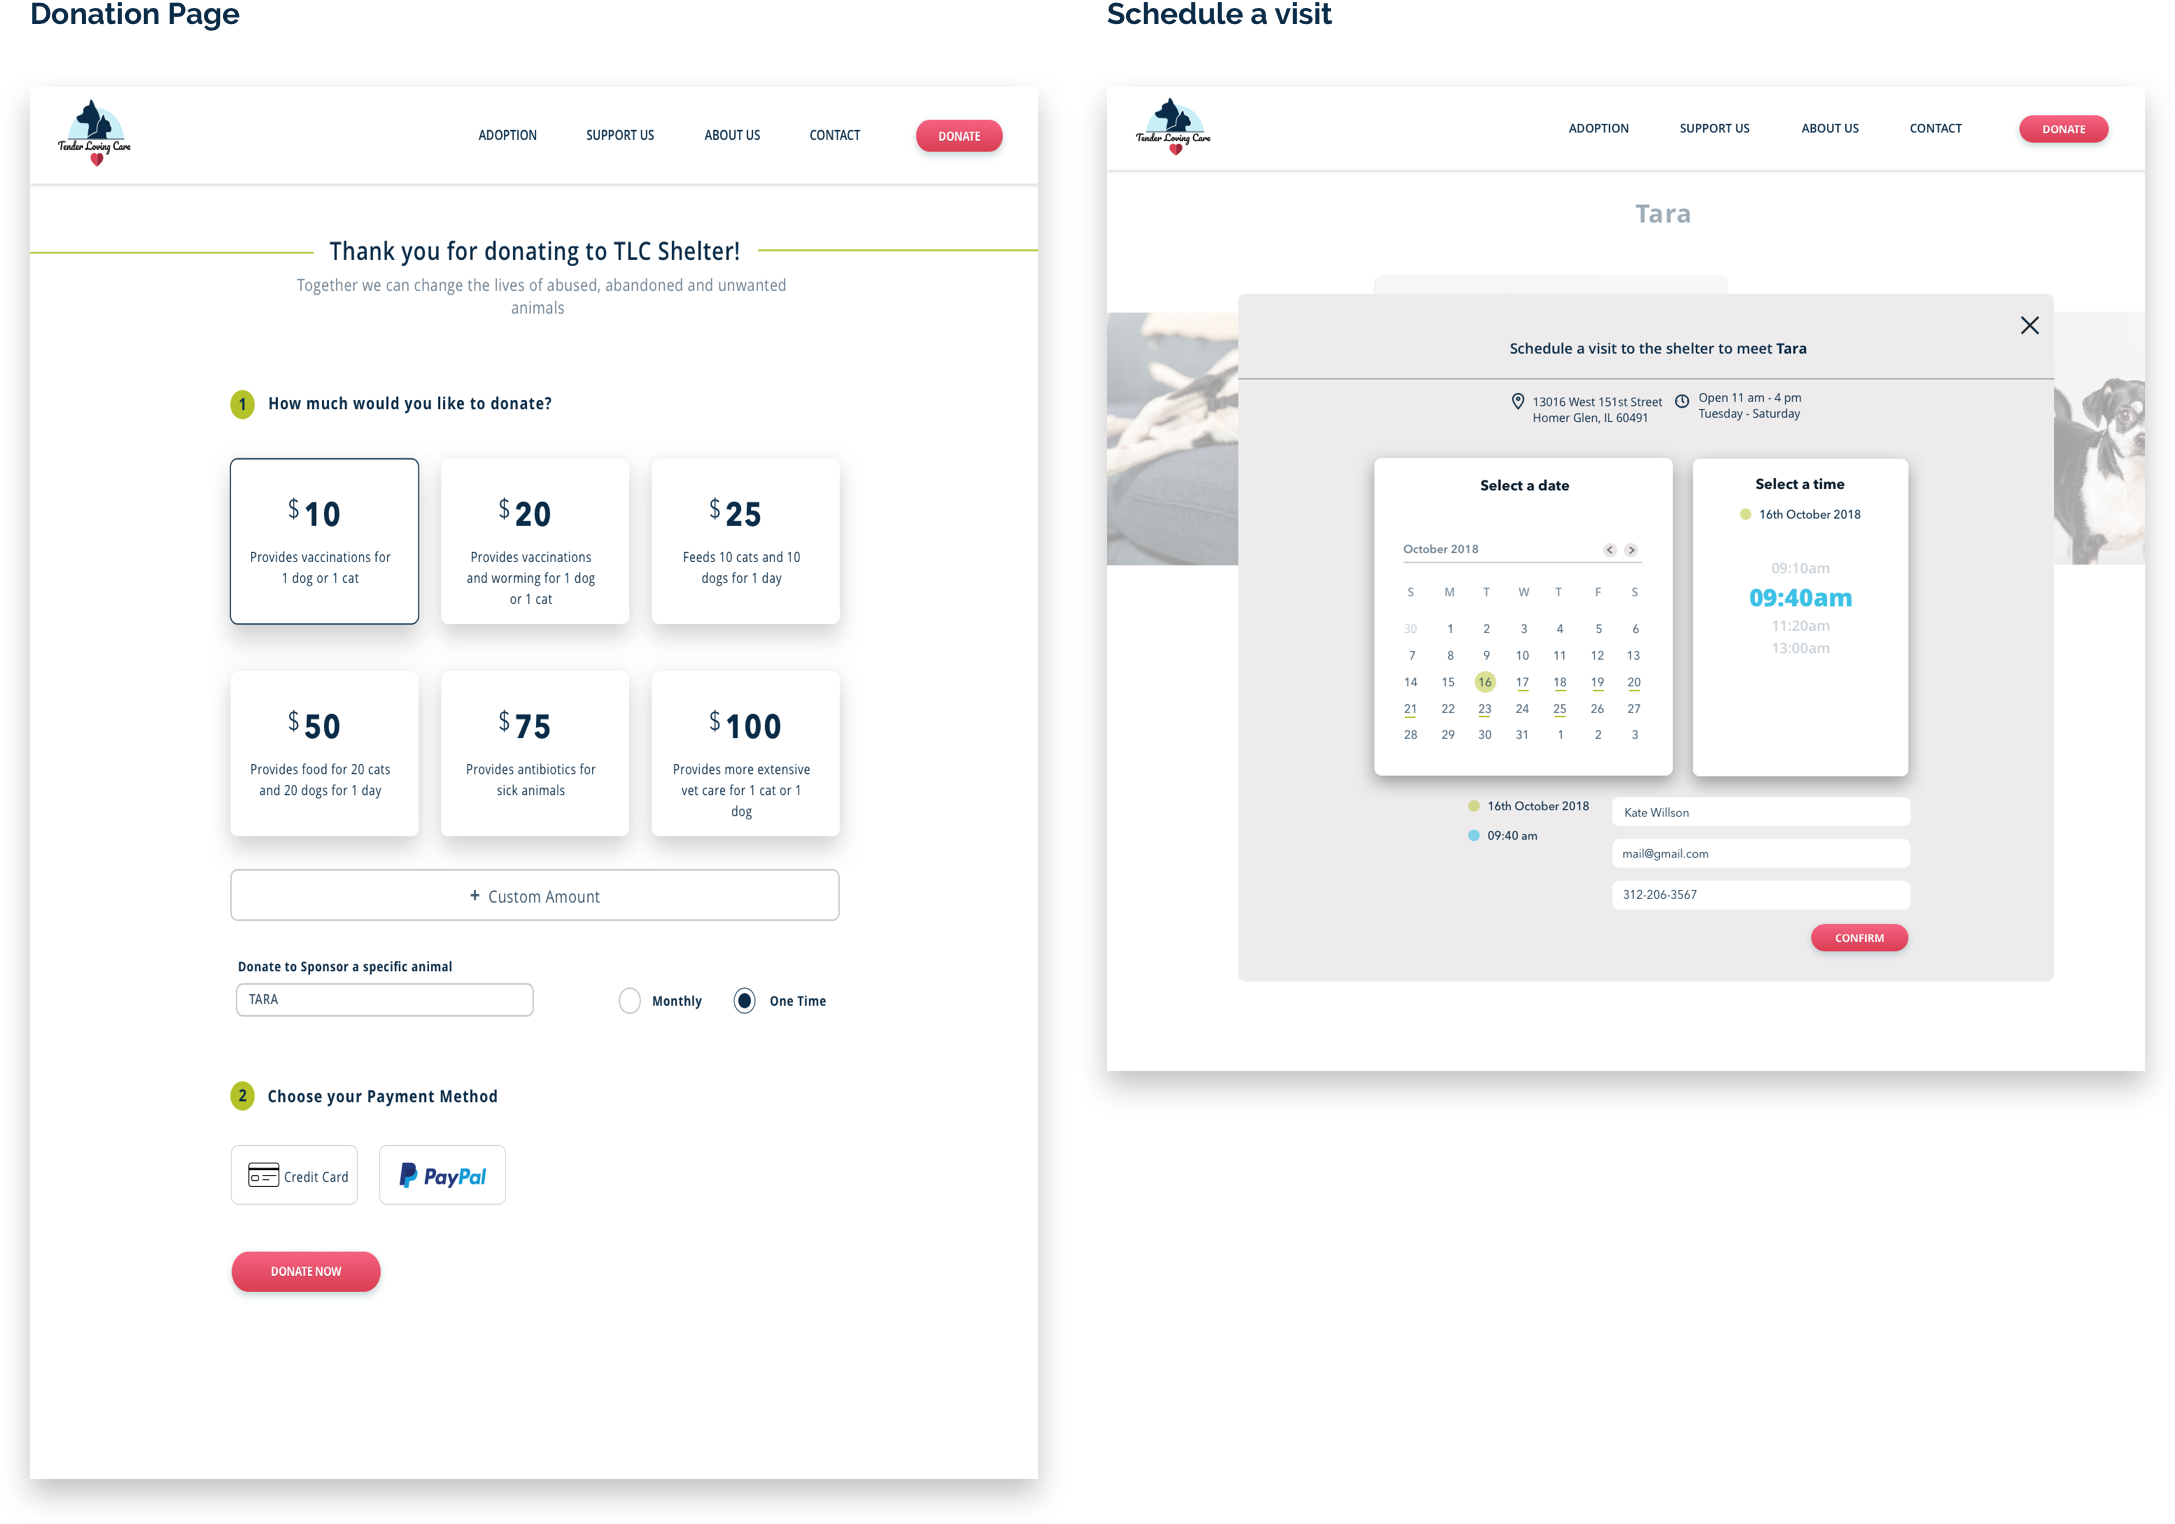 Donation Page
Tender Loving Care
ADOPTION SUPPORT US ABOUT US CONTACT DONATE
Thank you for donating to TLC Shelter!
Together we can change the lives of abused, abandoned and unwanted
animals
1 How much would you like to donate?
$10
Provides vaccinations for
1 dog or 1 cat
$20
Provides vaccinations
and worming for 1 dog
or 1 cat
$25
Feeds 10 cats and 10
dogs for 1 day
$50
Provides food for 20 cats
and 20 dogs for 1 day
$75
Provides antibiotics for
sick animals
$100
Provides more extensive
vet care for 1 cat or 1
dog
+ Custom Amount
Donate to Sponsor a specific animal
TARA
Monthly One Time
2 Choose your Payment Method
Credit Card PayPal
DONATE NOW
Schedule a visit
Tender Loving Care
ADOPTION SUPPORT US ABOUT US CONTACT DONATE
Tara
Schedule a visit to the shelter to meet Tara
13016 West 151st Street
Homer Glen, IL 60491
Open 11 am - 4 pm
Tuesday - Saturday
Select a date
October 2018 < >
S M T W T F S
30 1 2 3 4 5 6
7 8 9 10 11 12 13
14 15 16 17 18 19 20
21 22 23 24 25 26 27
28 29 30 31 1 2 3
Select a time
16th October 2018
09:10am
09:40am
11:20am
13:00am
16th October 2018
09:40 am
Kate Willson
mail@gmail.com
312-206-3567
CONFIRM